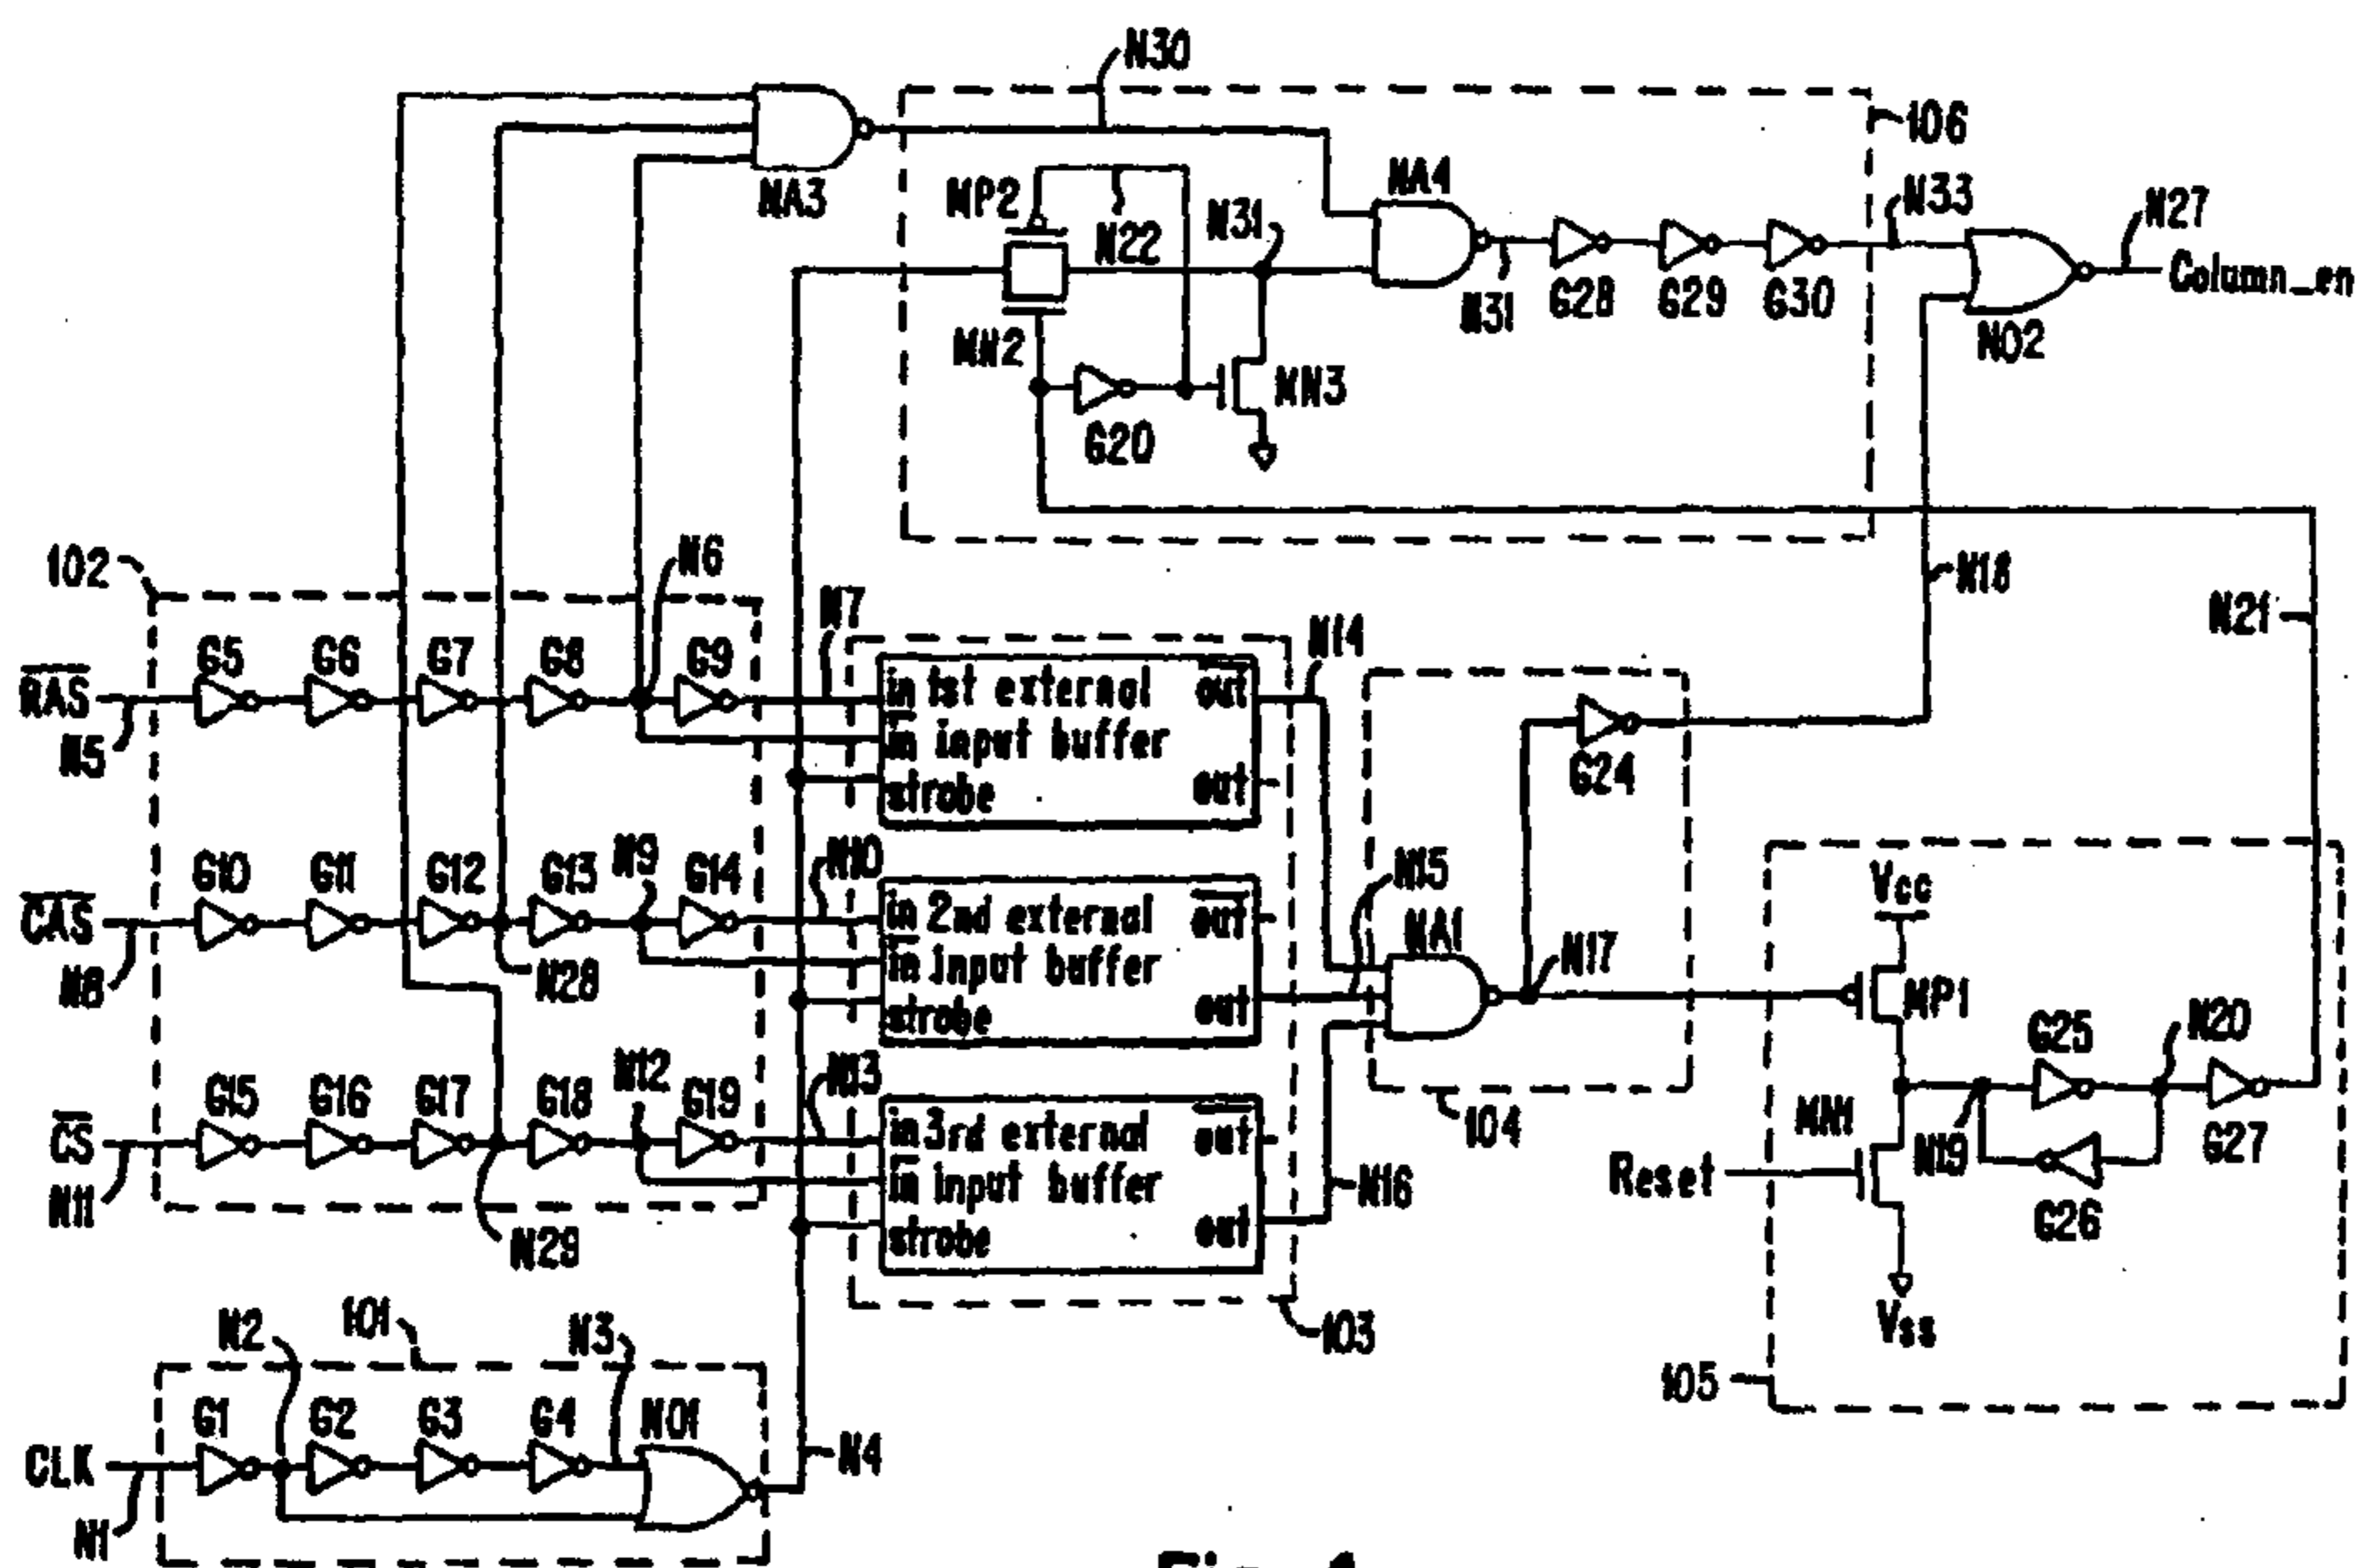 N30
106
NA3
MP2
N22
N31
NA4
N33
N27
Column_en
N31
G28
G29
G30
NO2
MN2
G20
MN3
102
N6
N18
N21
G5
G6
G7
G8
G9
N7
N14
RAS
N5
in 1st external out
in input buffer
strobe out
G24
G10
G11
G12
G13
N9
G14
N10
N15
CAS
N8
N28
in 2nd external out
in input buffer
strobe out
NA1
N17
Vcc
MP1
G25
N20
G15
G16
G17
G18
N12
G19
N13
104
CS
N11
N29
in 3rd external out
in input buffer
strobe out
N16
MN1
Reset
N19
G26
G27
Vss
103
105
N2
101
N3
G1
G2
G3
G4
NO1
CLK
N1
N4